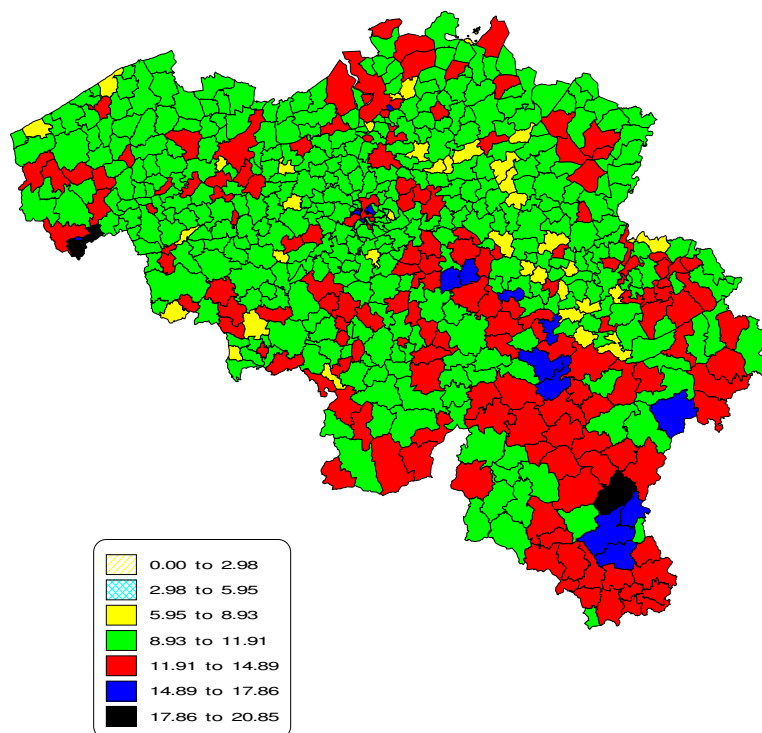 0.00 to 2.98
2.98 to 5.95
5.95 to 8.93
8.93 to 11.91
11.91 to 14.89
14.89 to 17.86
17.86 to 20.85